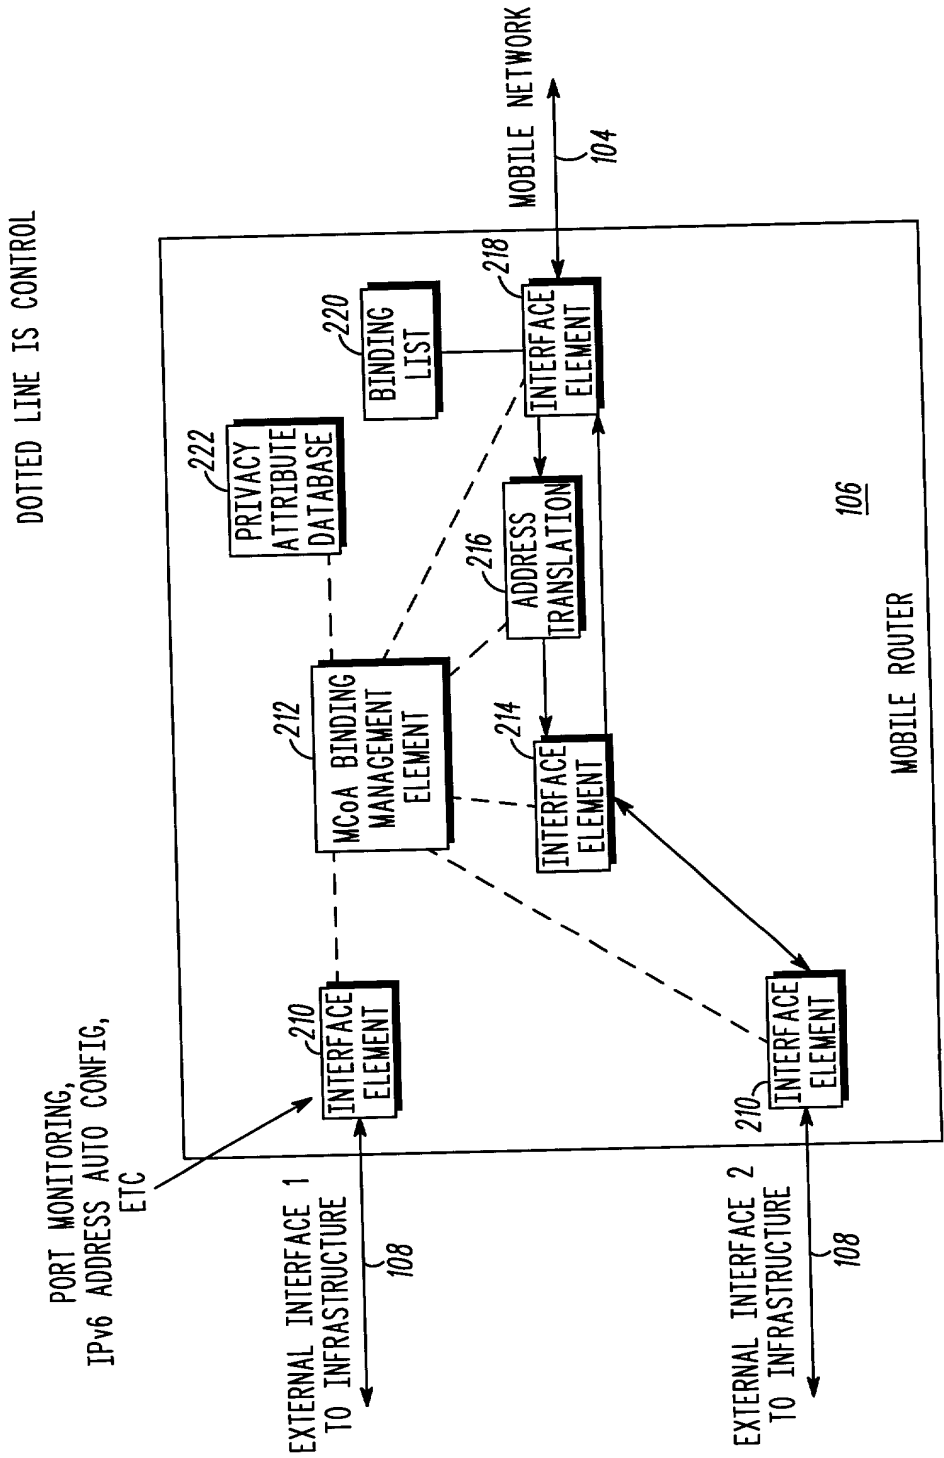 DOTTED LINE IS CONTROL
PORT MONITORING,
IPv6 ADDRESS AUTO CONFIG,
ETC
222
PRIVACY
ATTRIBUTE
DATABASE
210
INTERFACE
ELEMENT
212
MCoA BINDING
MANAGEMENT
ELEMENT
220
BINDING
LIST
EXTERNAL INTERFACE 1
TO INFRASTRUCTURE
108
214
INTERFACE
ELEMENT
216
ADDRESS
TRANSLATION
218
INTERFACE
ELEMENT
MOBILE NETWORK
104
210
INTERFACE
ELEMENT
EXTERNAL INTERFACE 2
TO INFRASTRUCTURE
108
106
MOBILE ROUTER